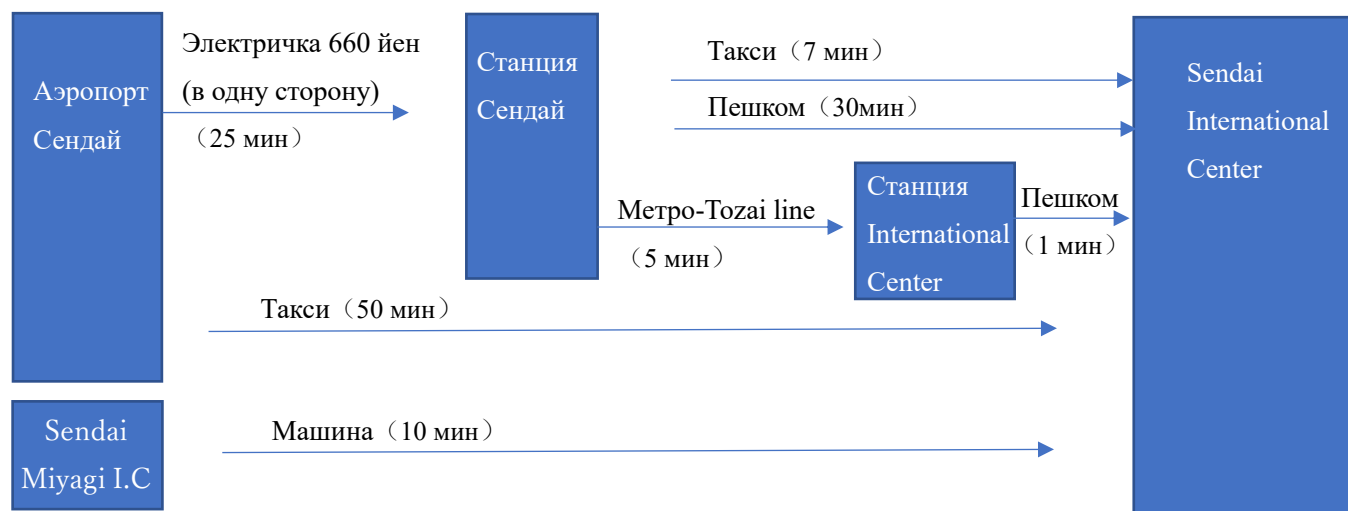 Аэропорт
Сендай
Электричка 660 йен
(в одну сторону)
（25 мин）
Станция
Сендай
Такси（7 мин）
Пешком（30мин）
Метро-Tozai line
（5 мин）
Станция
International
Center
Пешком
（1 мин）
Sendai
International
Center
Такси（50 мин）
Sendai
Miyagi I.C
Машина（10 мин）